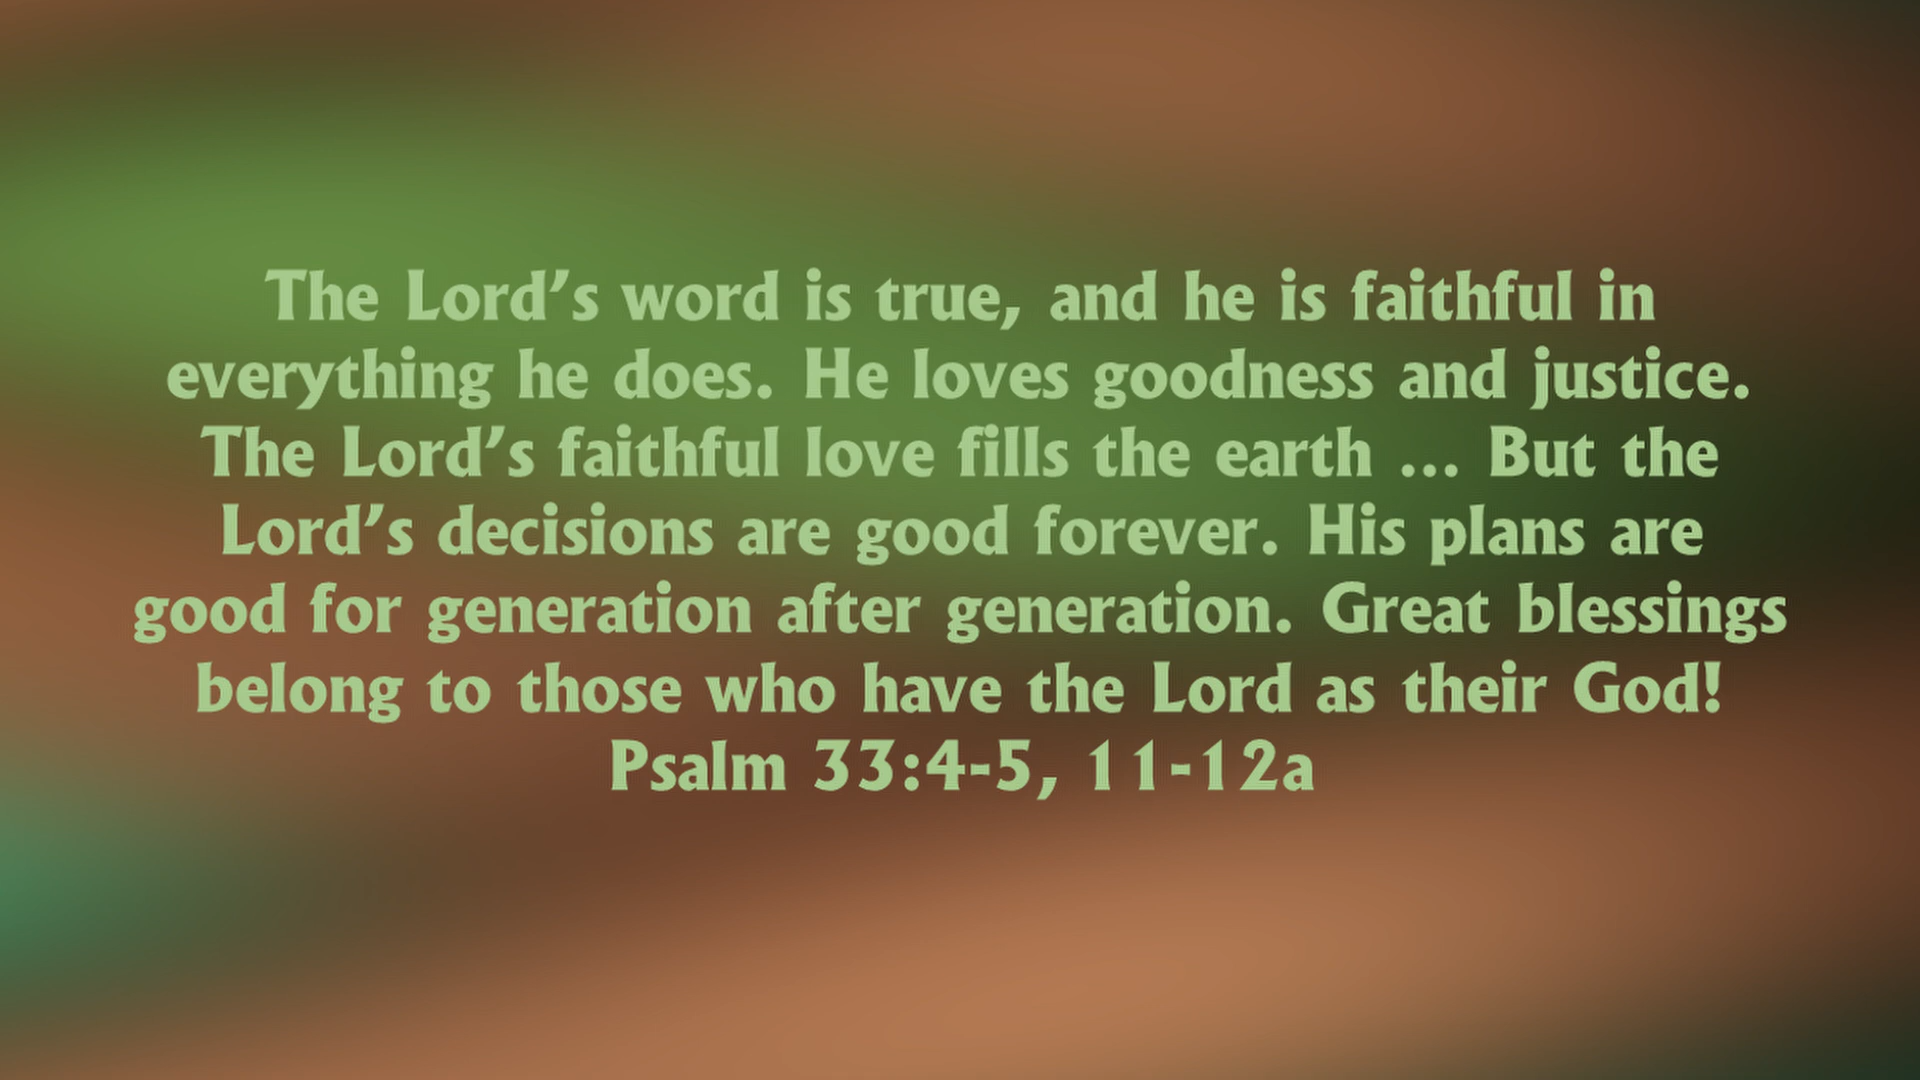 The Lord’s word is true, and he is faithful in
everything he does. He loves goodness and justice.
The Lord’s faithful love fills the earth ... But the
Lord’s decisions are good forever. His plans are
good for generation after generation. Great blessings
belong to those who have the Lord as their God!
Psalm 33:4-5, 11-12a